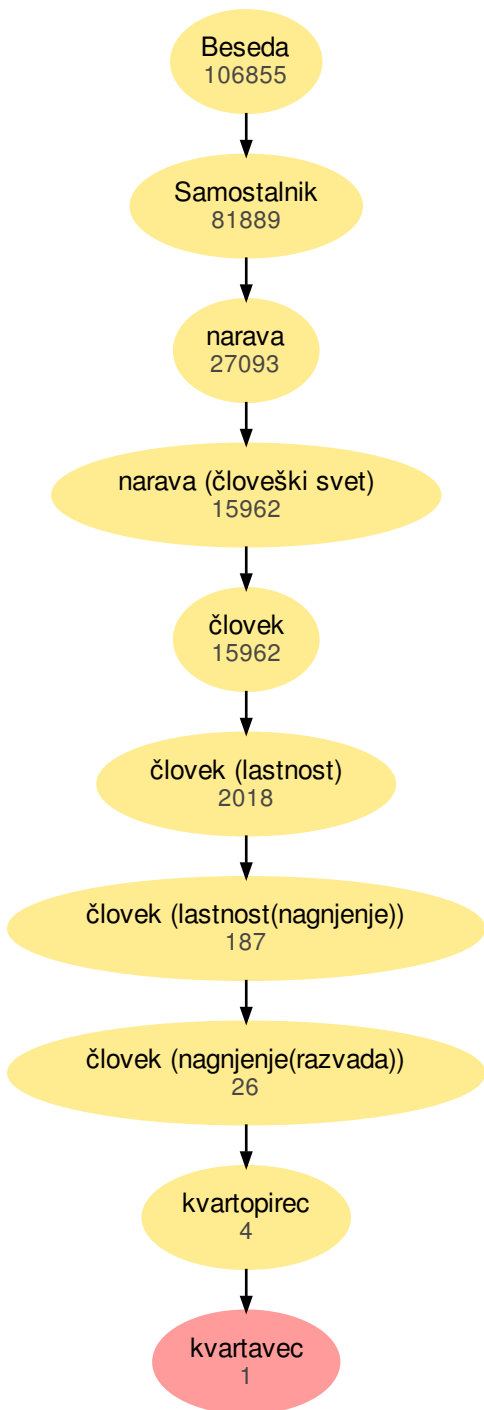 Beseda
106855
Samostalnik
81889
narava
27093
narava (človeški svet)
15962
človek
15962
človek (lastnost)
2018
človek (lastnost(nagnjenje))
187
človek (nagnjenje(razvada))
26
kvartopirec
4
kvartavec
1